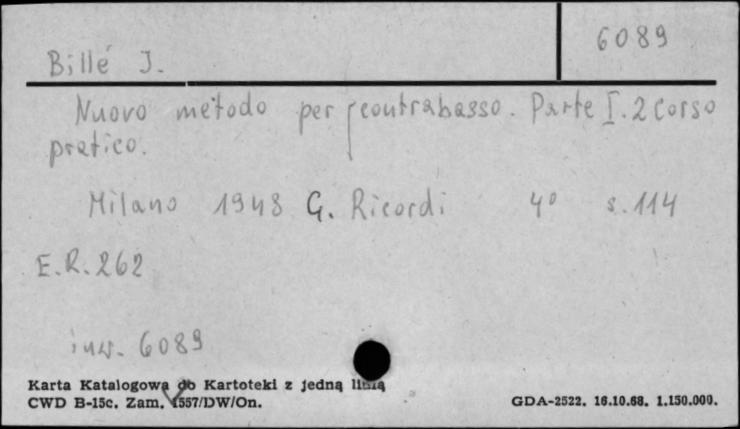 Billé J.
6089
Nuovo metodo per contrabasso. Parte I. 2 Corso
pratico.
Milano 1948 G. Ricordi 4° s. 114
E.R. 262
inw. 6089
Karta Katalogowa do Kartoteki z jedną linią
CWD B-15c. Zam. 1557/DW/On.
GDA-2522. 16.10.68. 1.150.000.